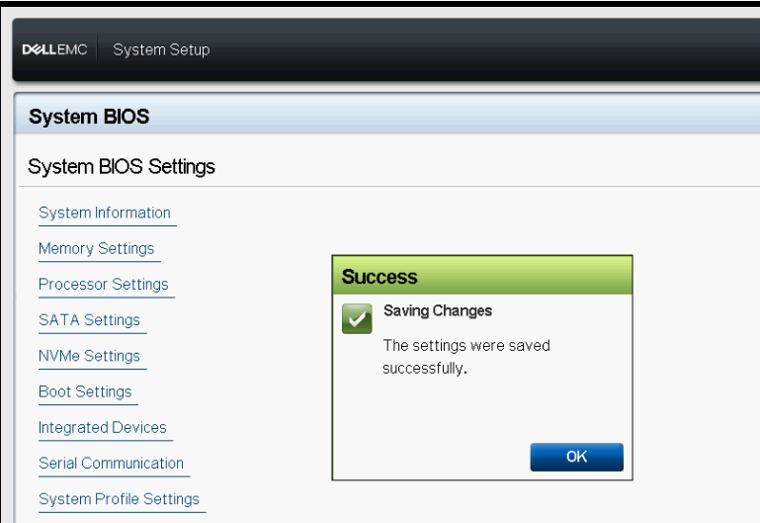 DELLEMC System Setup
System BIOS
System BIOS Settings
System Information
Memory Settings
Processor Settings
SATA Settings
NVMe Settings
Boot Settings
Integrated Devices
Serial Communication
System Profile Settings
Success
Saving Changes
The settings were saved
successfully.
OK